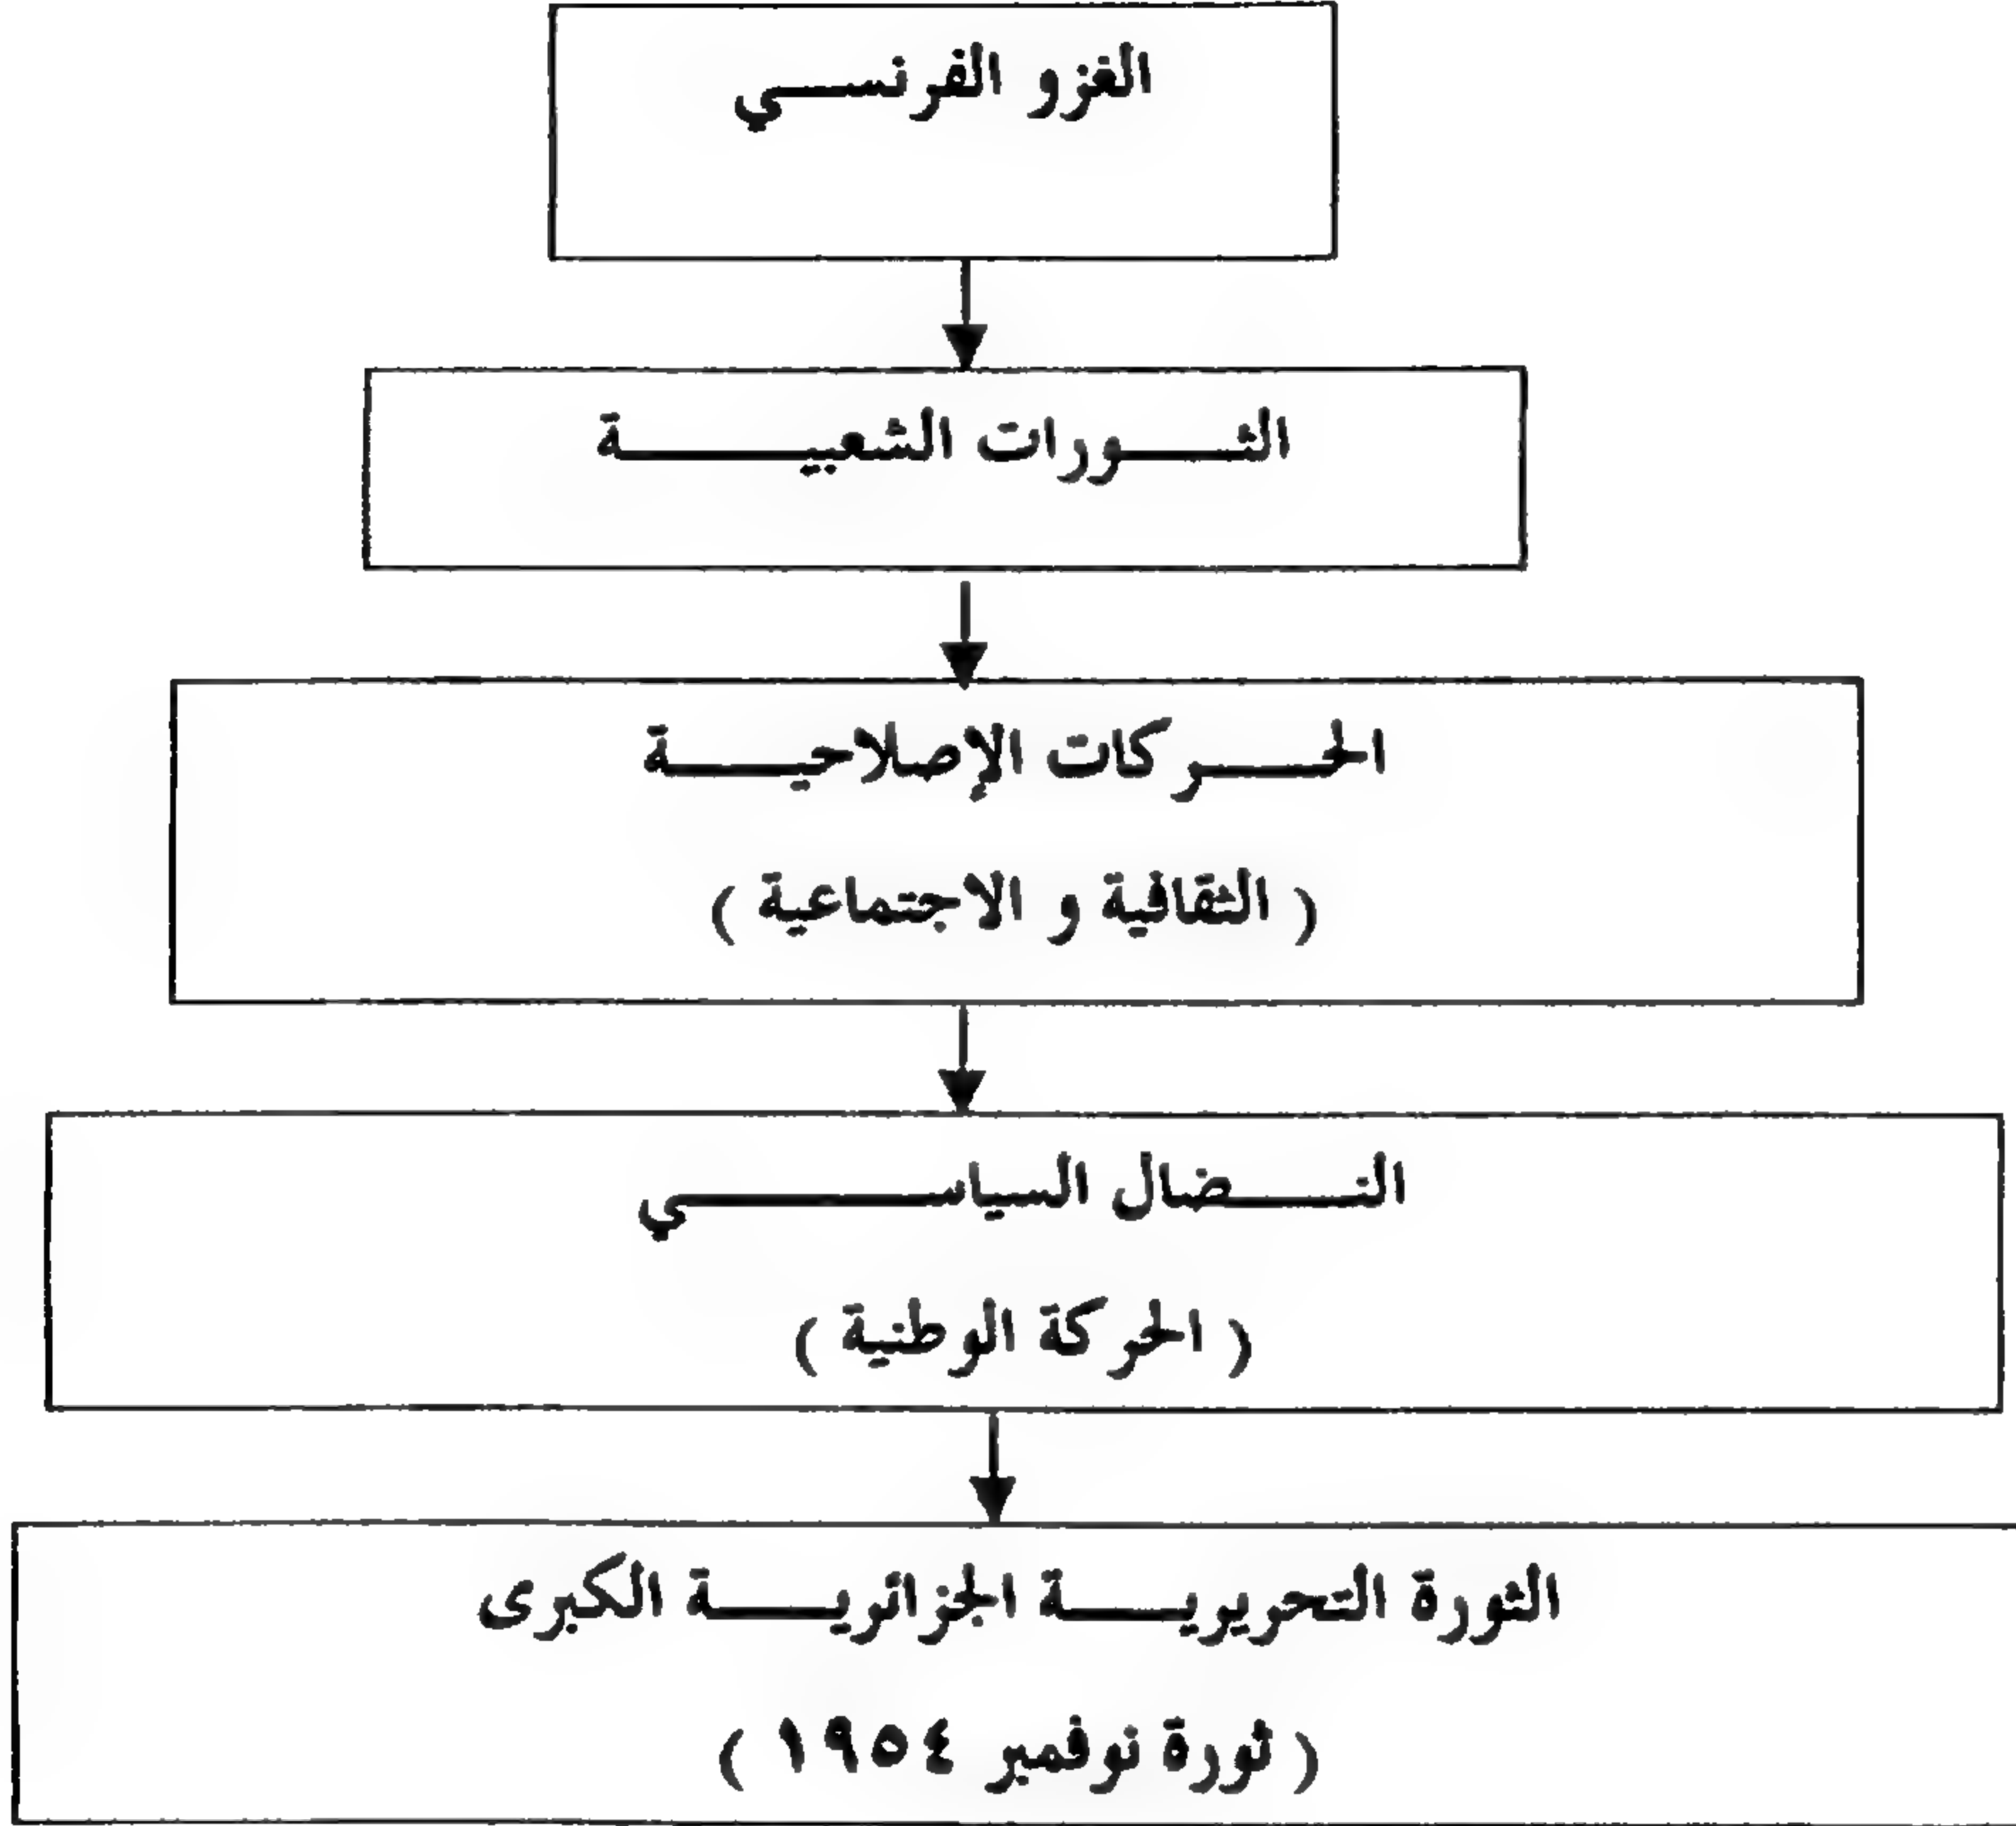 الغزو الفرنسي
الثورات الشعبية
الحركات الإصلاحية
( الثقافية و الاجتماعية )
النضال السياسي
( الحركة الوطنية )
الثورة التحريرية الجزائرية الكبرى
( ثورة نوفمبر ١٩٥٤ )